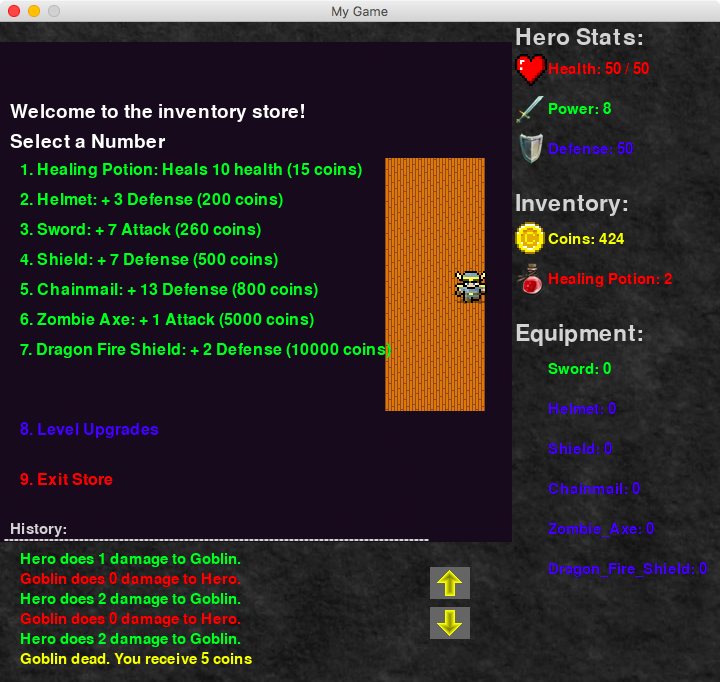 My Game
Welcome to the inventory store!
Select a Number
1. Healing Potion: Heals 10 health (15 coins)
2. Helmet: + 3 Defense (200 coins)
3. Sword: + 7 Attack (260 coins)
4. Shield: + 7 Defense (500 coins)
5. Chainmail: + 13 Defense (800 coins)
6. Zombie Axe: + 1 Attack (5000 coins)
7. Dragon Fire Shield: + 2 Defense (10000 coins)
8. Level Upgrades
9. Exit Store
History:
Hero does 1 damage to Goblin.
Goblin does 0 damage to Hero.
Hero does 2 damage to Goblin.
Goblin does 0 damage to Hero.
Hero does 2 damage to Goblin.
Goblin dead. You receive 5 coins
Hero Stats:
Health: 50 / 50
Power: 8
Defense: 50
Inventory:
Coins: 424
Healing Potion: 2
Equipment:
Sword: 0
Helmet: 0
Shield: 0
Chainmail: 0
Zombie_Axe: 0
Dragon_Fire_Shield: 0